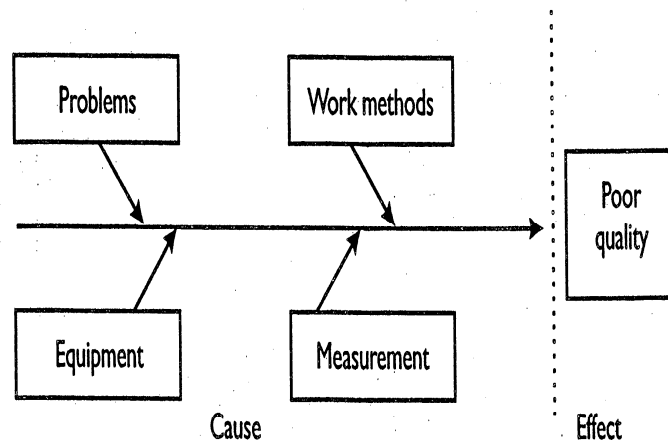 Problems
Work methods
Poor
quality
Equipment
Measurement
Cause
Effect